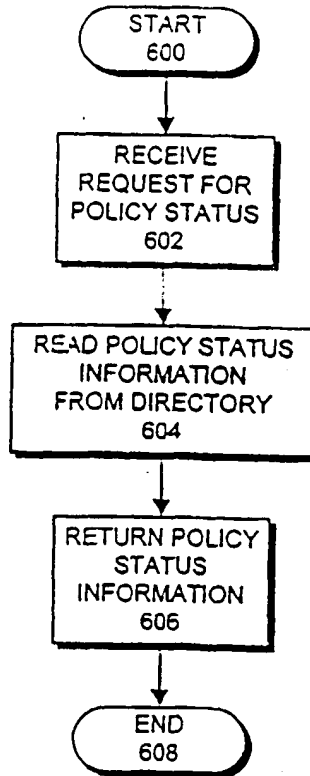 START
600
RECEIVE
REQUEST FOR
POLICY STATUS
602
READ POLICY STATUS
INFORMATION
FROM DIRECTORY
604
RETURN POLICY
STATUS
INFORMATION
606
END
608